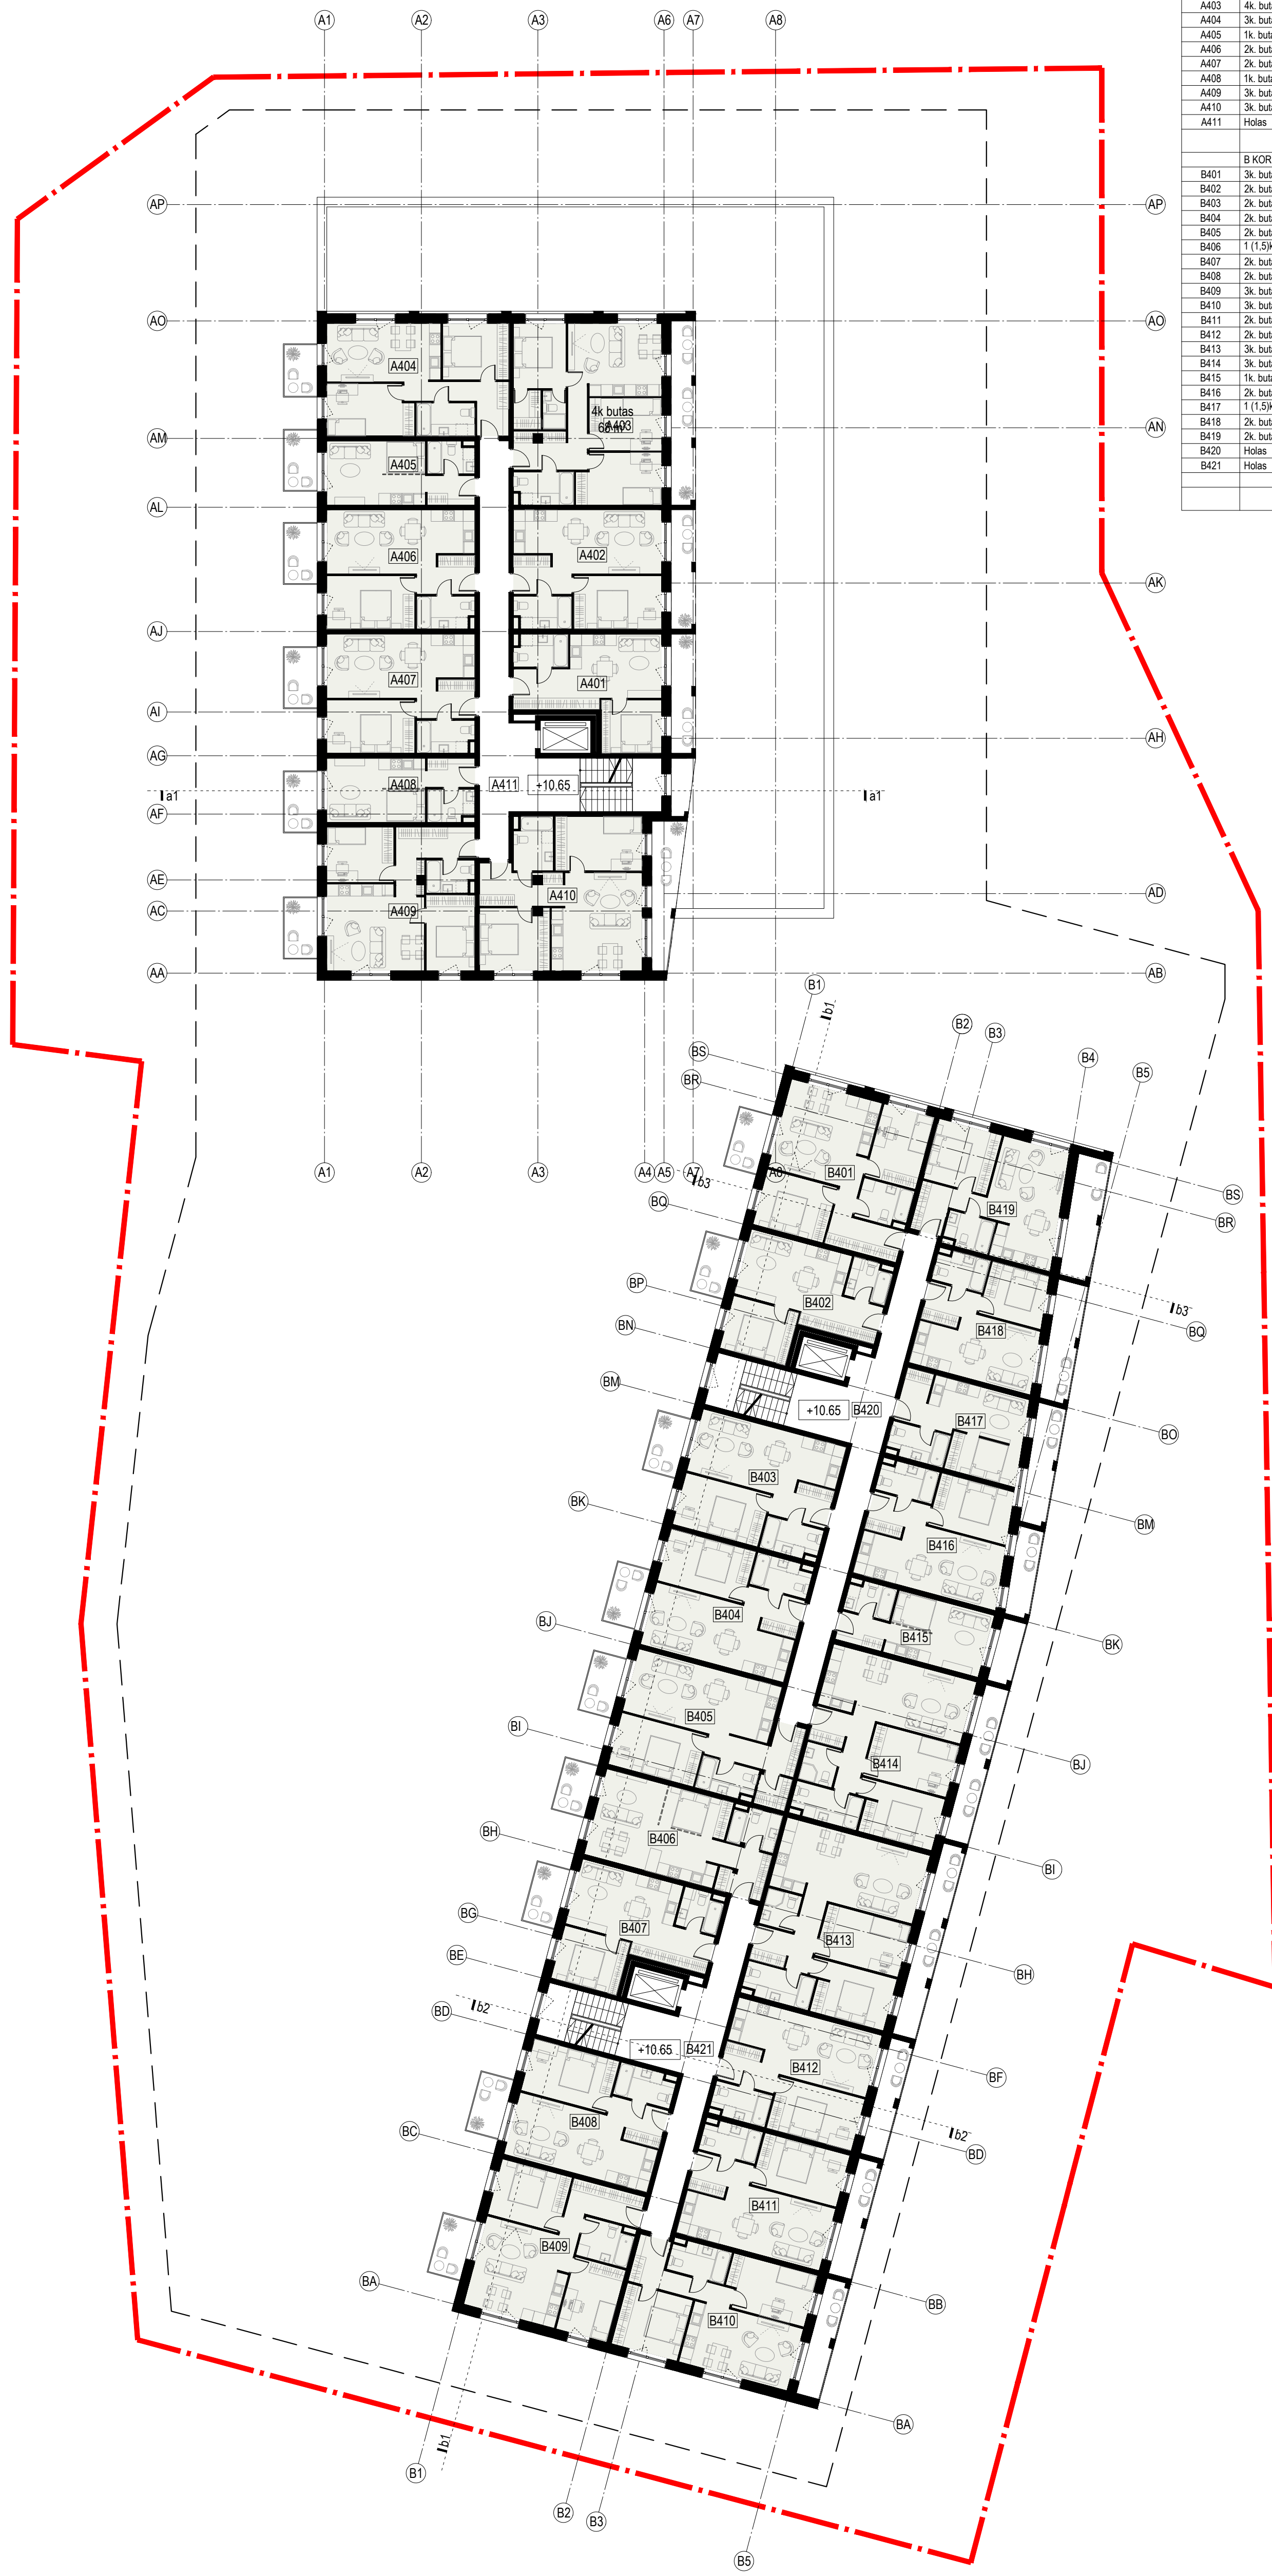 A1 A2 A3 A6 A7 A8
A403 4k. but
A404 3k. but
A405 1k. but
A406 2k. but
A407 2k. but
A408 1k. but
A409 3k. but
A410 3k. but
A411 Holas
B KOR
B401 3k. but
B402 2k. but
B403 2k. but
B404 2k. but
B405 2k. but
B406 1 (1,5)k
B407 2k. but
B408 2k. but
B409 3k. but
B410 3k. but
B411 2k. but
B412 2k. but
B413 3k. but
B414 3k. but
B415 1k. but
B416 2k. but
B417 1 (1,5)k
B418 2k. but
B419 2k. but
B420 Holas
B421 Holas
AP AP
AO AO
A404
4k butas
A403
AM AN
A405
AL
A406 A402
AK
AJ
A407 A401
AI
AH
AG
A408 A411 +10.65
a1 a1
AF
AE
A410 AD
AC A409
AA AB
B1
b1
B2
B3
BS B4
BR B5
A1 A2 A3 A4 A5 A7
b3
B401
BS
BQ B419
BR
BP B402
b3
BN B418 BQ
BM
+10.65 B420 B417
BO
B403
BK BM
B416
B404
BJ B415 BK
B405
BI B414 BJ
BH B406
BI
BG B407
B413
BE BH
b2
BD
+10.65 B421
B412 BF
BC B408 b2
BD
B411
B409
BA
BB
B410
BA
b1
B1
B2
B3
B5